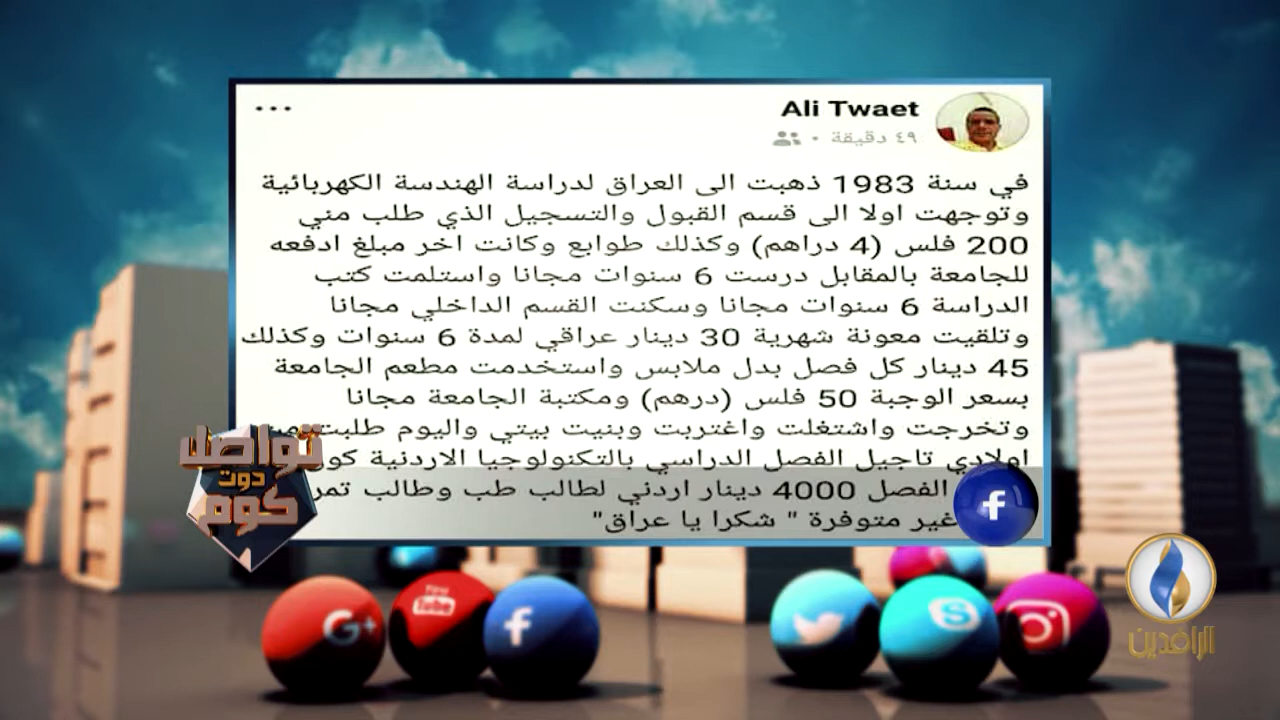 Ali Twaet
٤٩ دقيقة
في سنة 1983 ذهبت الى العراق لدراسة الهندسة الكهربائية
وتوجهت اولا الى قسم القبول والتسجيل الذي طلب مني
200 فلس (4 دراهم) وكذلك طوابع وكانت اخر مبلغ ادفعه
للجامعة بالمقابل درست 6 سنوات مجانا واستلمت كتب
الدراسة 6 سنوات مجانا وسكنت القسم الداخلي مجانا
وتلقيت معونة شهرية 30 دينار عراقي لمدة 6 سنوات وكذلك
45 دينار كل فصل بدل ملابس واستخدمت مطعم الجامعة
بسعر الوجبة 50 فلس (درهم) ومكتبة الجامعة مجانا
وتخرجت واشتغلت واغتربت وبنيت بيتي واليوم طلبت
اولادي تاجيل الفصل الدراسي بالتكنولوجيا الاردنية
الفصل 4000 دينار اردني لطالب طب وطالب
غير متوفرة " شكرا يا عراق"
تواصل
دوت
كوم
f
G+
You
Tube
f
S
الرافدين